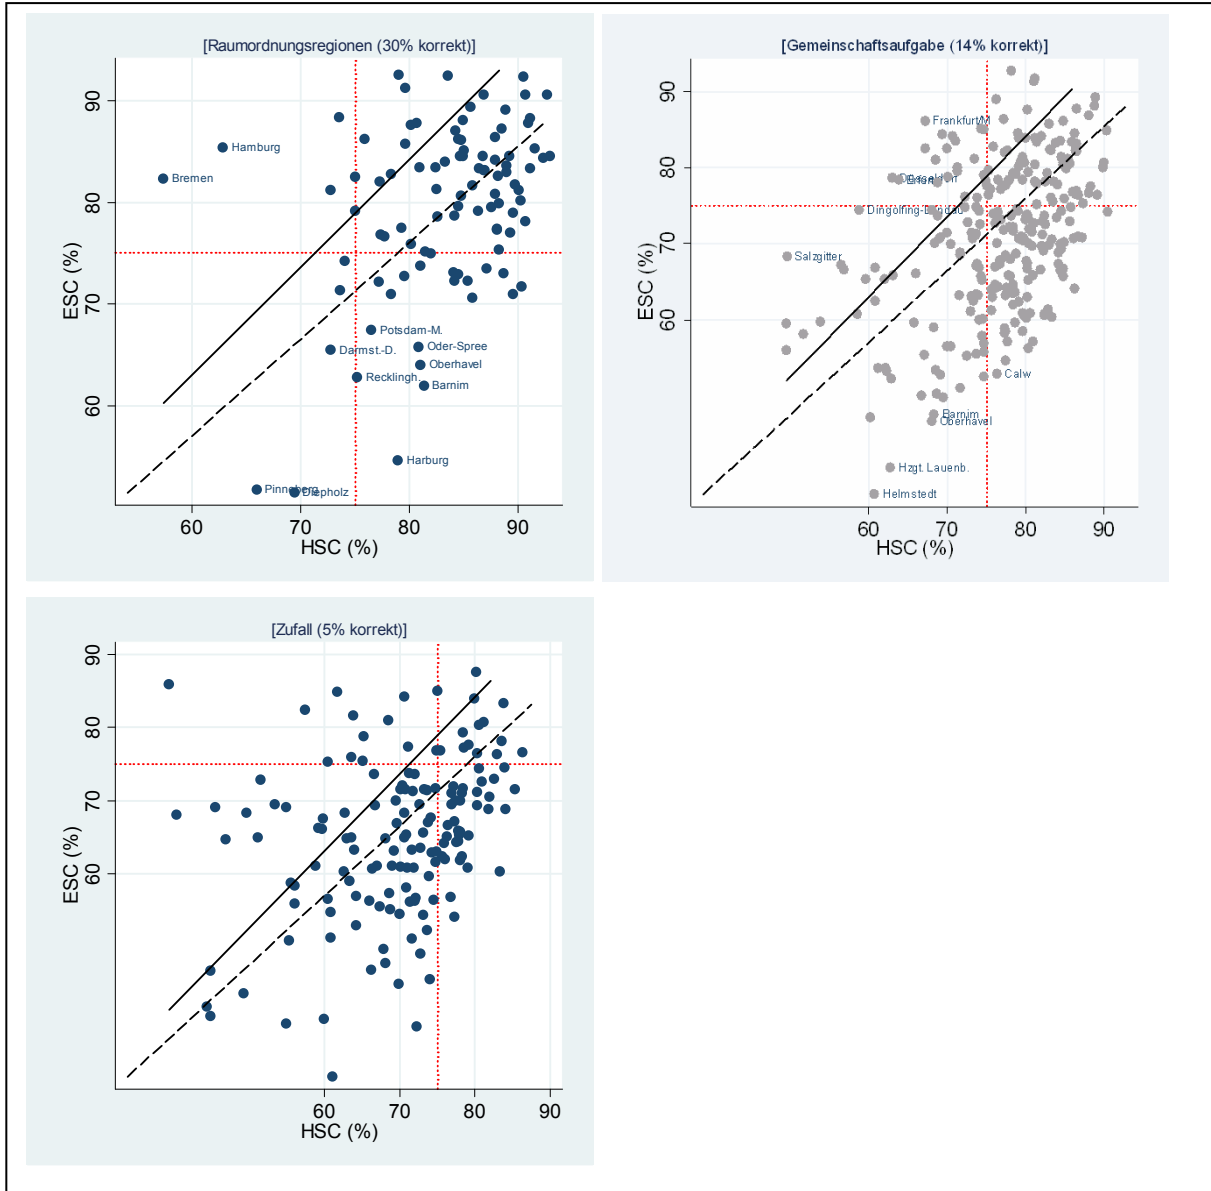 [Raumordnungsregionen (30% korrekt)]
ESC (%)
90
80
70
60
Hamburg
Bremen
Potsdam-M.
Oder-Spree
Darmst.-D.
Oberhavel
Recklingh.
Barnim
Harburg
Pinneberg
Diepholz
60 70 80 90
HSC (%)
[Gemeinschaftsaufgabe (14% korrekt)]
ESC (%)
90
80
70
60
Frankfurt/M
Dingolfing-Landau
Salzgitter
Calw
Barnim
Oberhavel
Hzgt. Lauenb.
Helmstedt
60 70 80 90
HSC (%)
[Zufall (5% korrekt)]
ESC (%)
90
80
70
60
60 70 80 90
HSC (%)